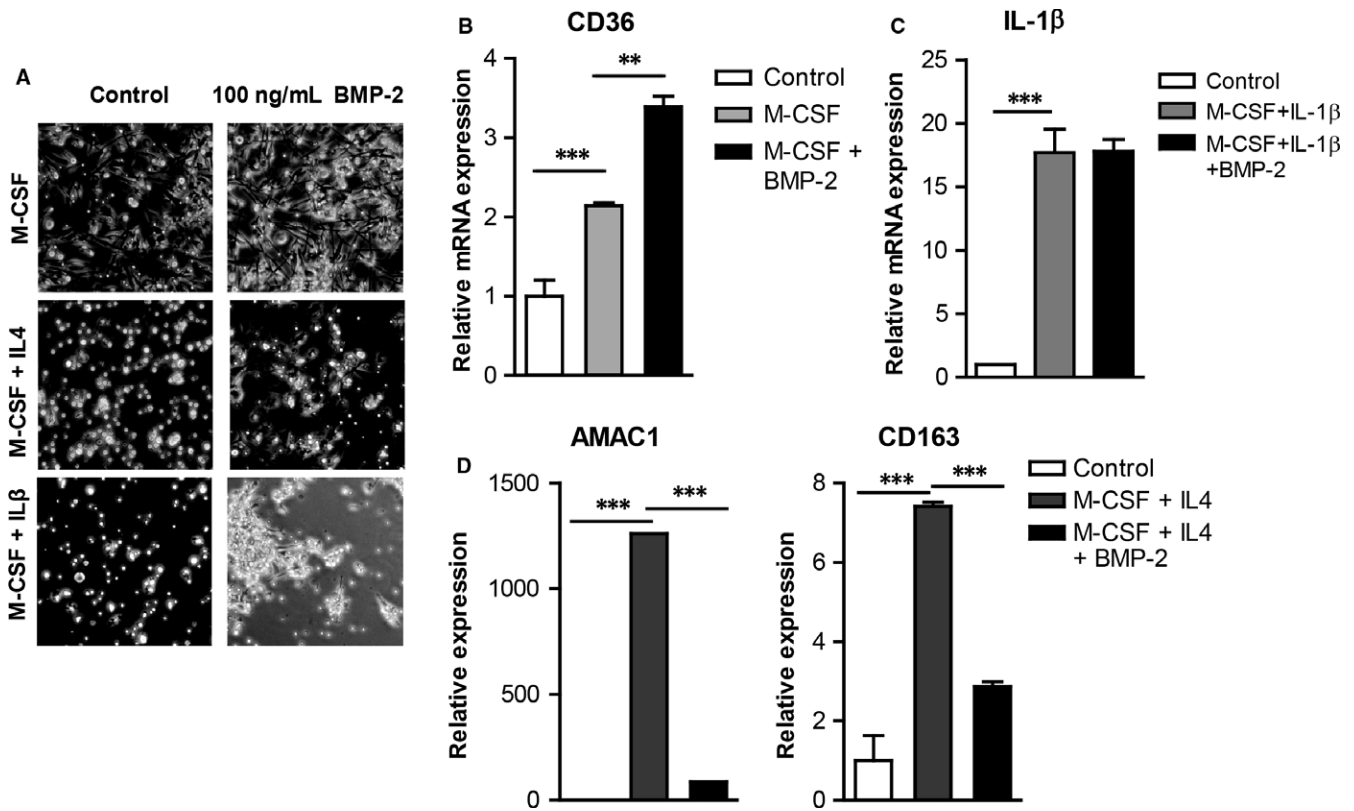 A
Control
100 ng/mL BMP-2
M-CSF
M-CSF + IL4
M-CSF + ILβ
B
CD36
Relative mRNA expression
4
3
2
1
0
***
**
Control
M-CSF
M-CSF +
BMP-2
C
IL-1β
Relative mRNA expression
25
20
15
10
5
0
***
Control
M-CSF+IL-1β
M-CSF+IL-1β
+BMP-2
D
AMAC1
Relative expression
1500
1000
500
0
***
***
CD163
Relative expression
8
6
4
2
0
***
***
Control
M-CSF + IL4
M-CSF + IL4
+ BMP-2